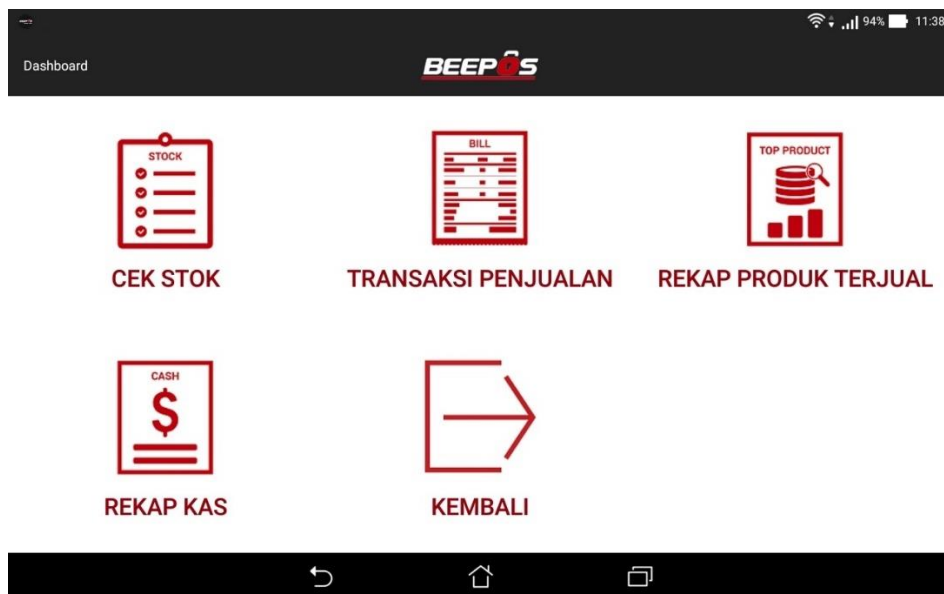 94% 11:38
Dashboard
BEEPOS
STOCK
CEK STOK
BILL
TRANSAKSI PENJUALAN
TOP PRODUCT
REKAP PRODUK TERJUAL
CASH
$
REKAP KAS
KEMBALI